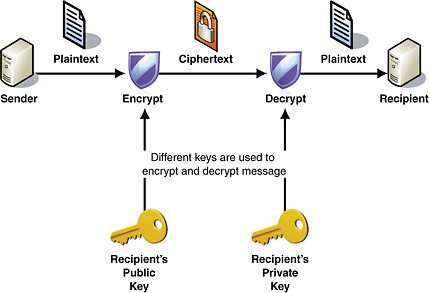 Plaintext
Ciphertext
Plaintext
Sender
Encrypt
Decrypt
Recipient
Different keys are used to
encrypt and decrypt message
Recipient's
Public
Key
Recipient's
Private
Key